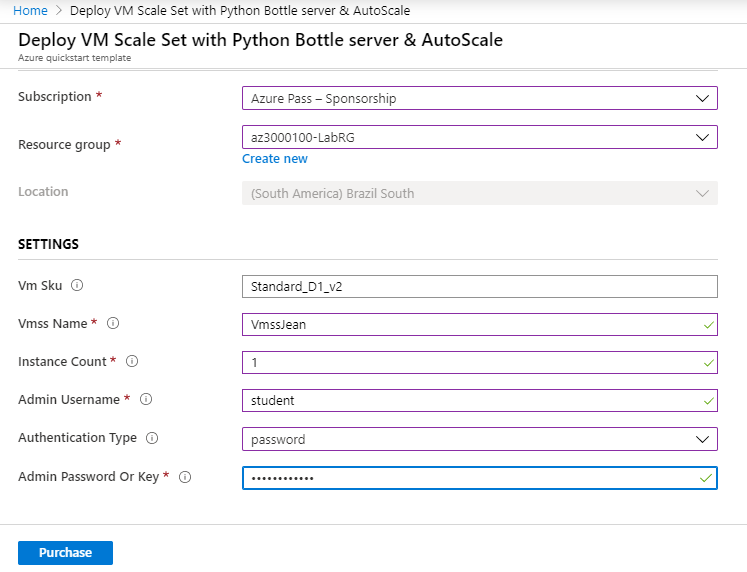 Home > Deploy VM Scale Set with Python Bottle server & AutoScale
Deploy VM Scale Set with Python Bottle server & AutoScale
Azure quickstart template
Subscription * Azure Pass – Sponsorship
Resource group * az3000100-LabRG
Create new
Location (South America) Brazil South
SETTINGS
Vm Sku Standard_D1_v2
Vmss Name * VmssJean
Instance Count * 1
Admin Username * student
Authentication Type password
Admin Password Or Key * ••••••••••••
Purchase